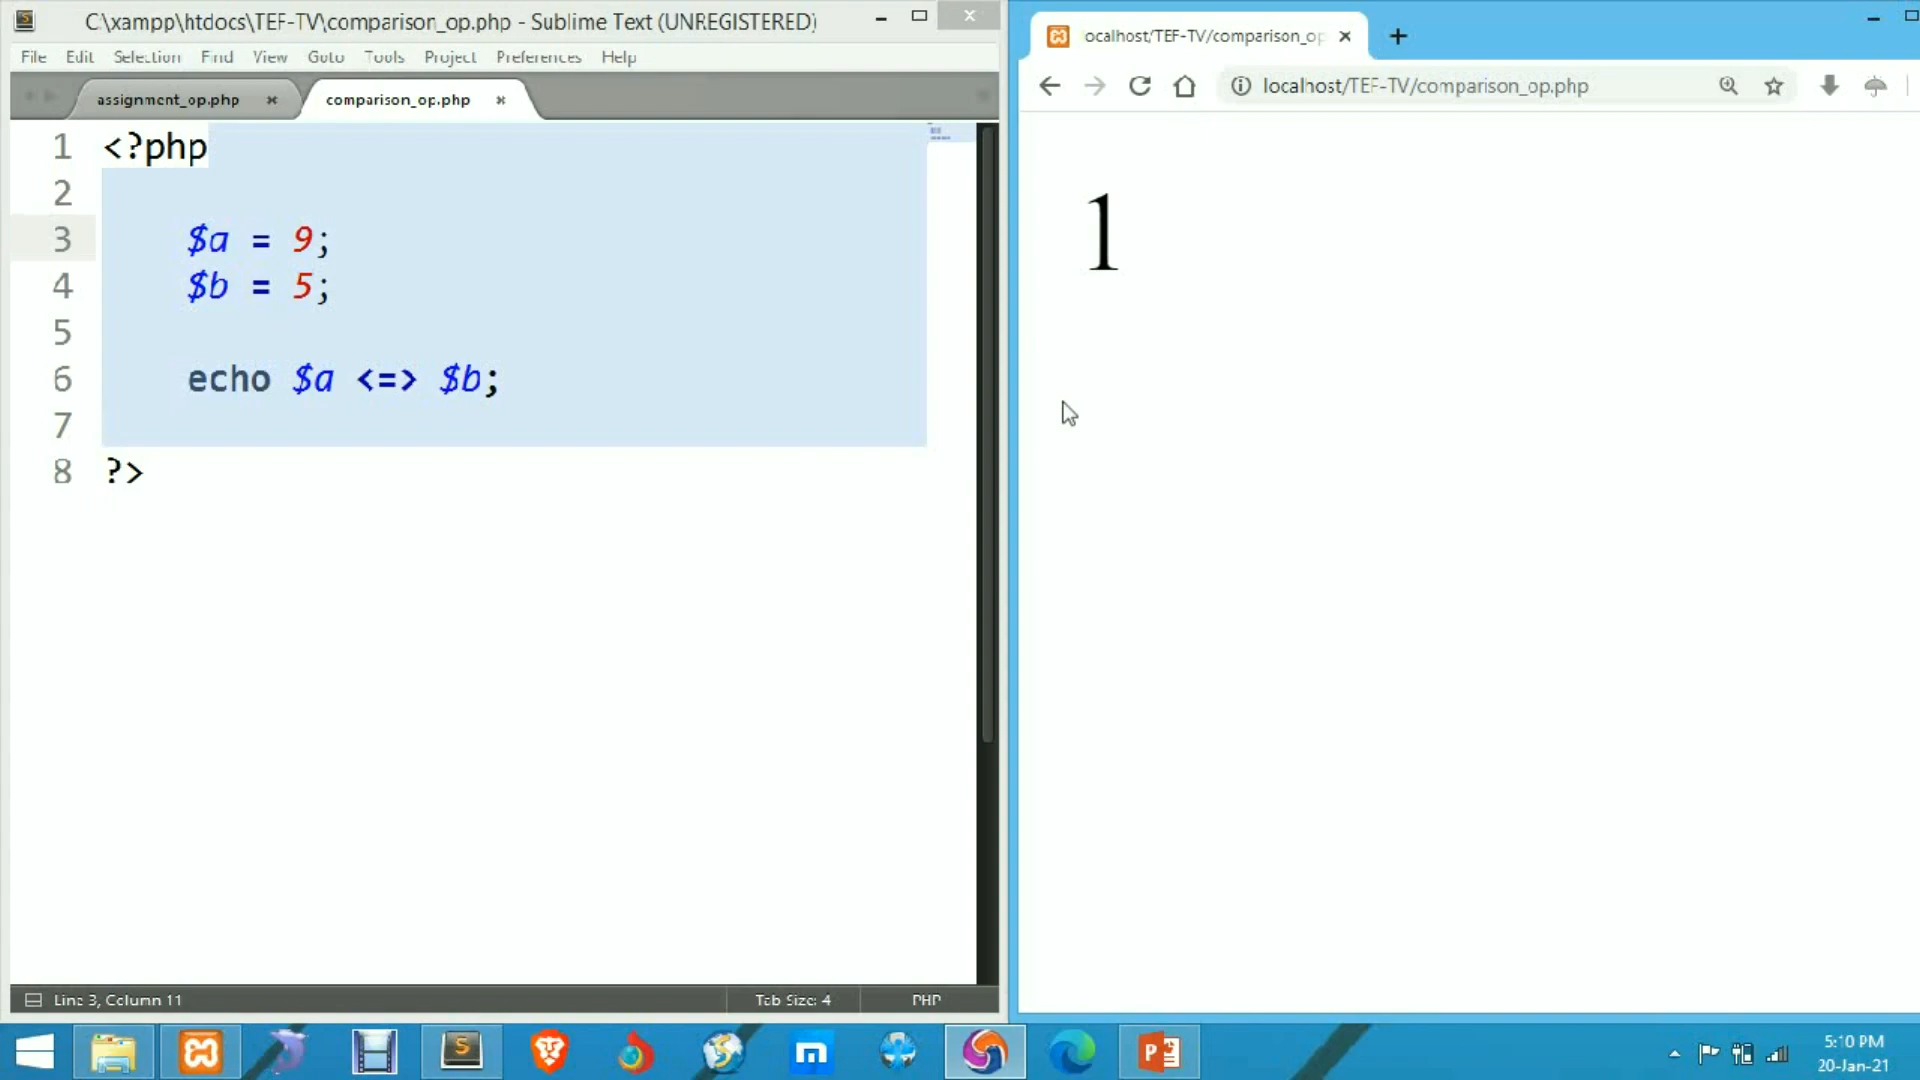 C:\xampp\htdocs\TEF-TV\comparison_op.php - Sublime Text (UNREGISTERED)
File Edit Selection Find View Goto Tools Project Preferences Help
assignment_op.php
comparison_op.php
1 <?php
2
3 $a = 9;
4 $b = 5;
5
6 echo $a <=> $b;
7
8 ?>
Line 3, Column 11
Tab Size: 4
PHP
localhost/TEF-TV/comparison_op
localhost/TEF-TV/comparison_op.php
1
5:10 PM
20-Jan-21